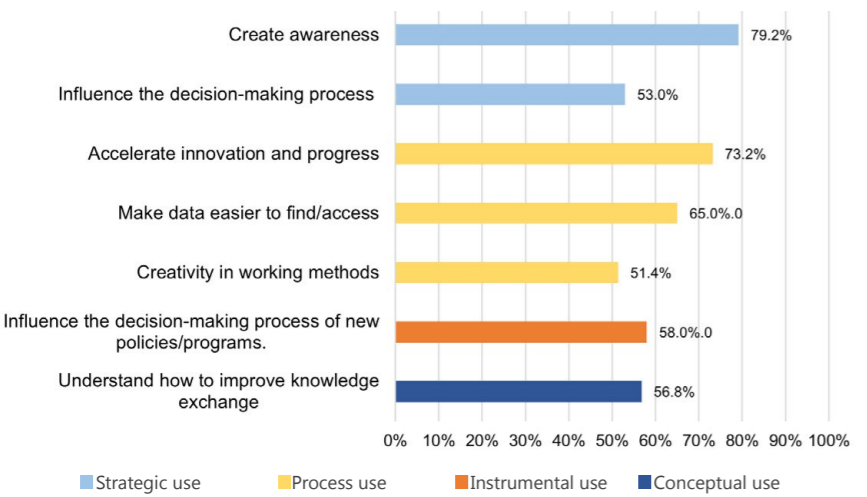 Create awareness
79.2%
Influence the decision-making process
53.0%
Accelerate innovation and progress
73.2%
Make data easier to find/access
65.0%.0
Creativity in working methods
51.4%
Influence the decision-making process of new
policies/programs.
58.0%.0
Understand how to improve knowledge
exchange
56.8%
0% 10% 20% 30% 40% 50% 60% 70% 80% 90% 100%
Strategic use Process use Instrumental use Conceptual use